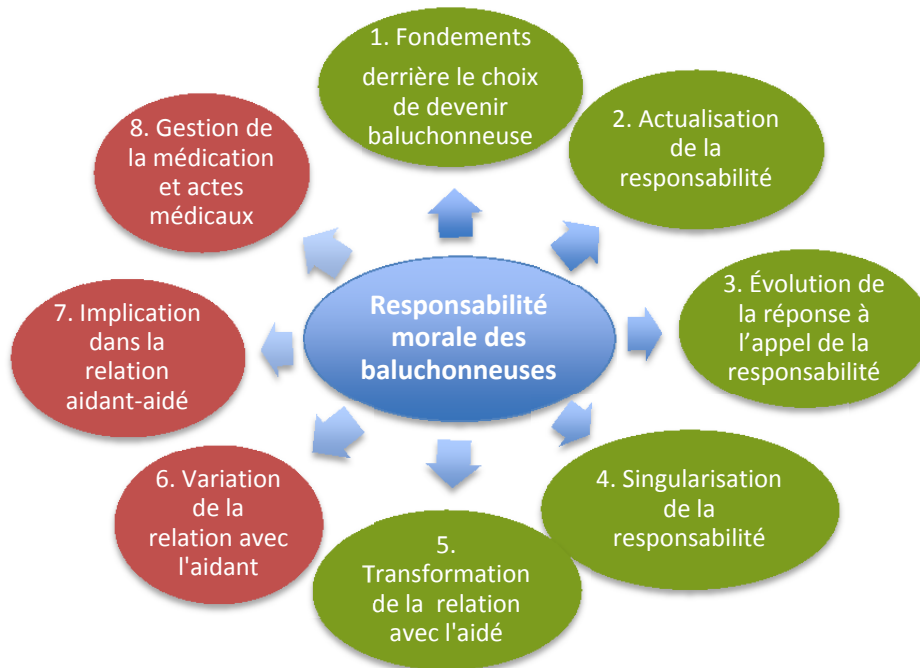 1. Fondements
derrière le choix
de devenir
baluchonneuse
2. Actualisation
de la
responsabilité
3. Évolution de
la réponse à
l’appel de la
responsabilité
4. Singularisation
de la
responsabilité
5.
Transformation
de la relation
avec l'aidé
6. Variation
de la
relation avec
l'aidant
7. Implication
dans la
relation
aidant-aidé
8. Gestion de
la médication
et actes
médicaux
Responsabilité
morale des
baluchonneuses